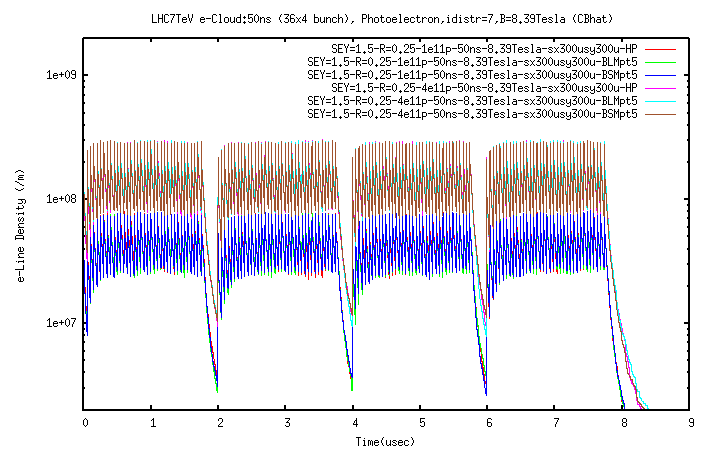 LHC7TeV e-Cloud;50ns (36x4 bunch), Photoelectron,idistr=7,B=8.39Tesla (CBhat)
SEY=1.5-R=0.25-1e11p-50ns-8.39Tesla-sx300usy300u-HP
SEY=1.5-R=0.25-1e11p-50ns-8.39Tesla-sx300usy300u-BLMpt5
SEY=1.5-R=0.25-1e11p-50ns-8.39Tesla-sx300usy300u-BSMpt5
SEY=1.5-R=0.25-4e11p-50ns-8.39Tesla-sx300usy300u-HP
SEY=1.5-R=0.25-4e11p-50ns-8.39Tesla-sx300usy300u-BLMpt5
SEY=1.5-R=0.25-4e11p-50ns-8.39Tesla-sx300usy300u-BSMpt5
1e+09
1e+08
1e+07
e-Line Density (/m)
0 1 2 3 4 5 6 7 8 9
Time(usec)